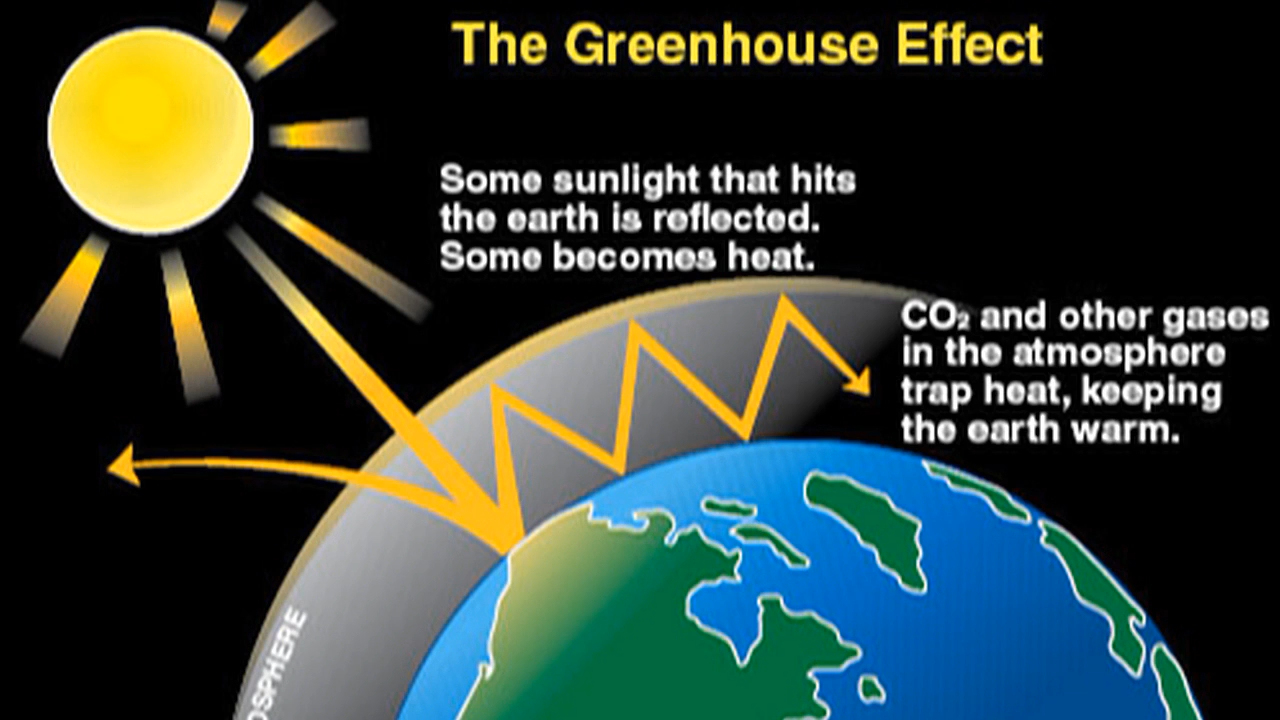 The Greenhouse Effect
Some sunlight that hits
the earth is reflected.
Some becomes heat.
CO₂ and other gases
in the atmosphere
trap heat, keeping
the earth warm.
OSPHERE